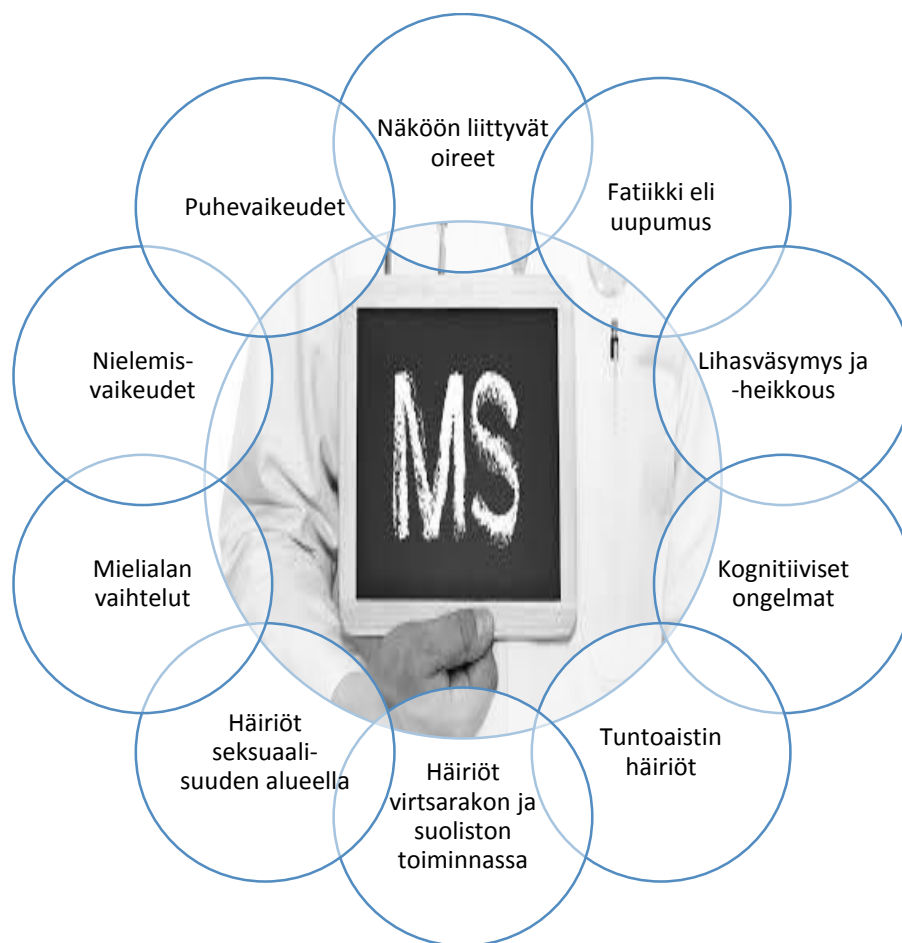 Näköön liittyvät
oireet
Fatiikki eli
uupumus
Lihasväsymys ja
-heikkous
Kognitiiviset
ongelmat
Tuntoaistin
häiriöt
Häiriöt
virtsarakon ja
suoliston
toiminnassa
Häiriöt
seksuaali-
suuden alueella
Mielialan
vaihtelut
Nielemis-
vaikeudet
Puhevaikeudet
MS